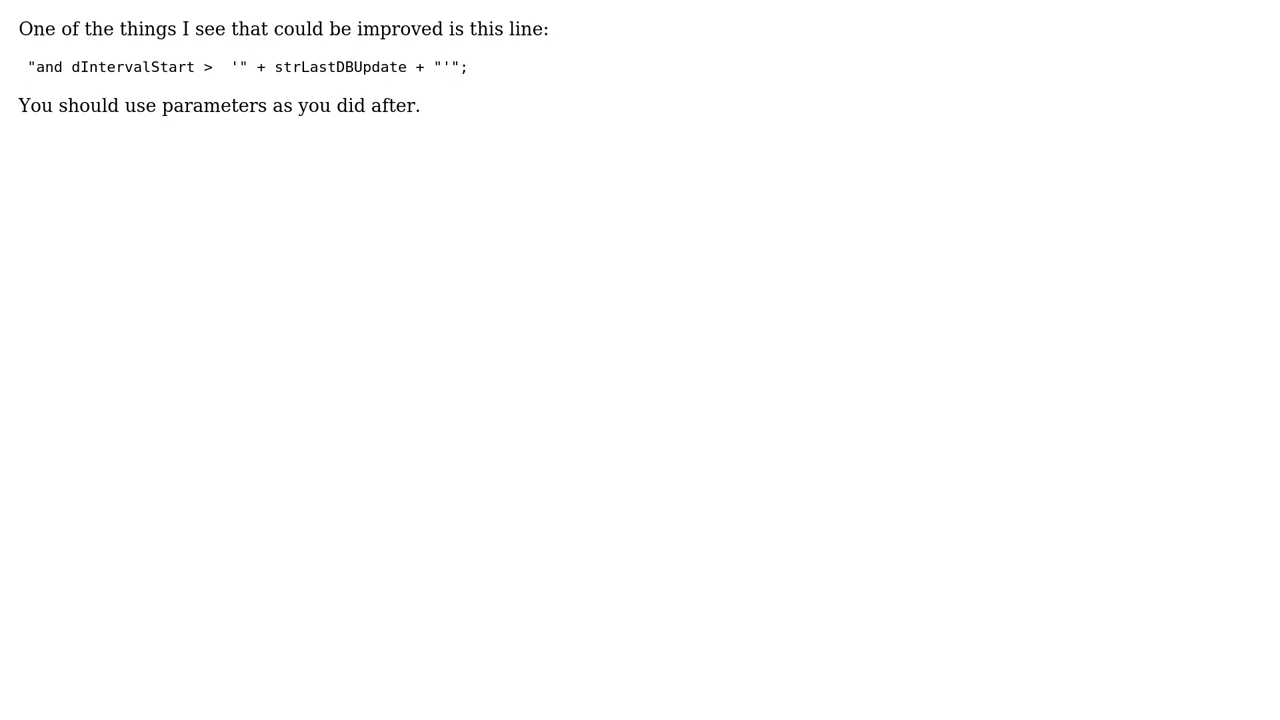 One of the things I see that could be improved is this line:
"and dIntervalStart >  '" + strLastDBUpdate + "'";
You should use parameters as you did after.